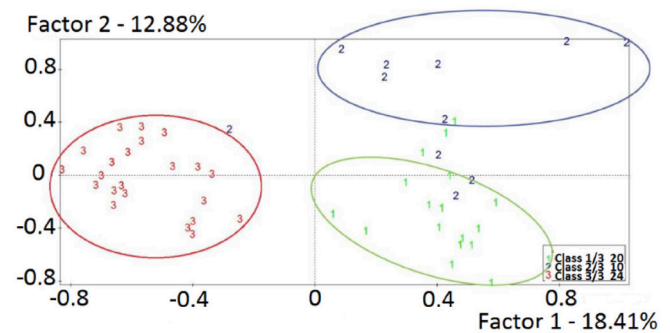 Factor 2 - 12.88%
0.8
0.4
0
-0.4
-0.8
Class 1/3 20
2 Class 2/3 10
3 Class 3/3 24
-0.8 -0.4 0 0.4 0.8
Factor 1 - 18.41%